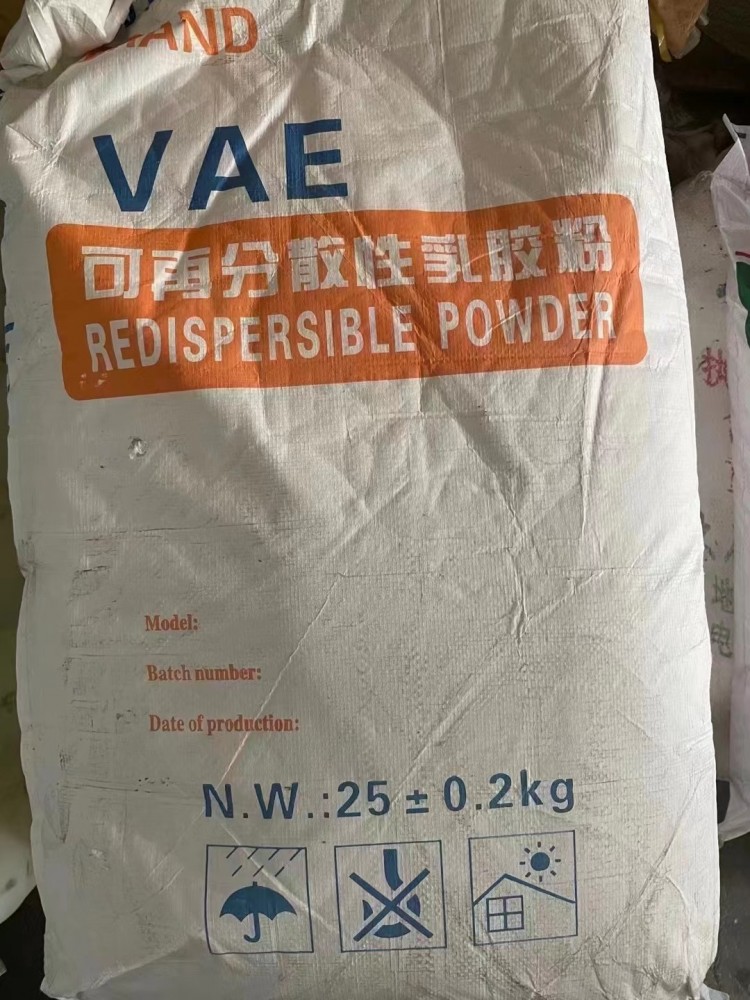 AND
VAE
可再分散性乳胶粉
REDISPERSIBLE POWDER
Model:
Batch number:
Date of production:
N.W.:25±0.2kg